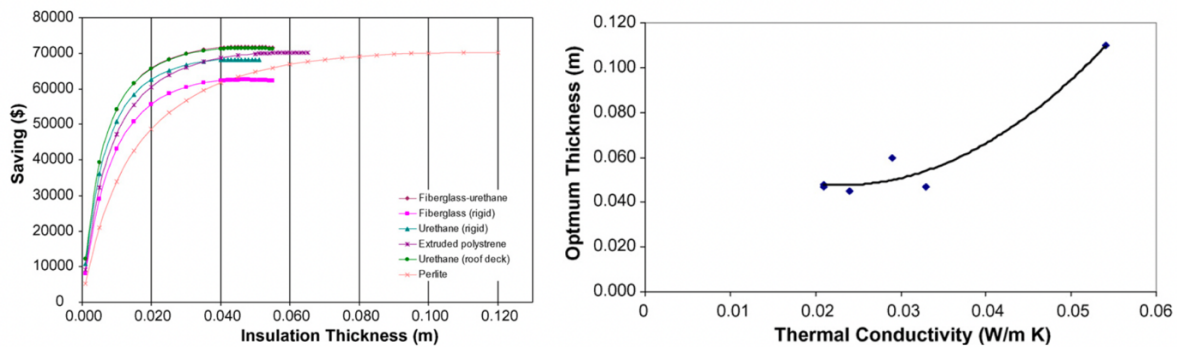 80000
70000
60000
50000
40000
30000
20000
10000
0
Saving ($)
0.000 0.020 0.040 0.060 0.080 0.100 0.120
Insulation Thickness (m)
Fiberglass-urethane
Fiberglass (rigid)
Urethane (rigid)
Extruded polystrene
Urethane (roof deck)
Perlite
0.120
0.100
0.080
0.060
0.040
0.020
0.000
Optmum Thickness (m)
0 0.01 0.02 0.03 0.04 0.05 0.06
Thermal Conductivity (W/m K)